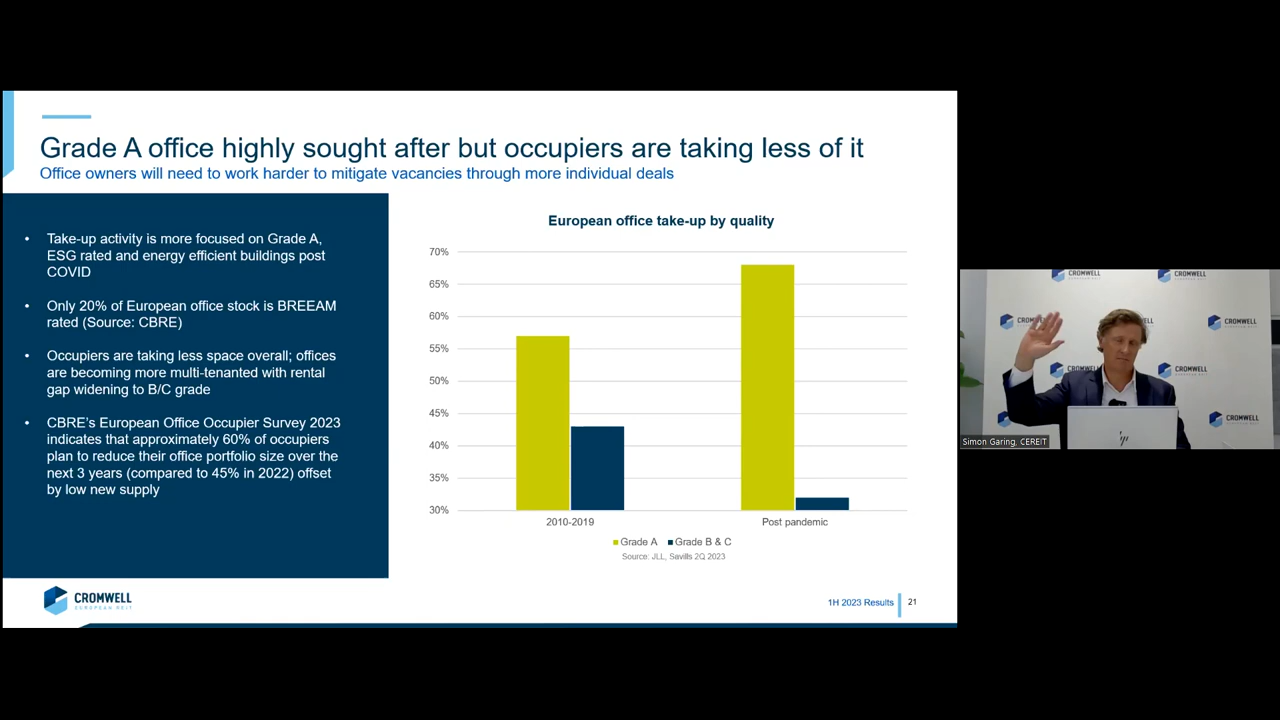 Grade A office highly sought after but occupiers are taking less of it
Office owners will need to work harder to mitigate vacancies through more individual deals
• Take-up activity is more focused on Grade A,
ESG rated and energy efficient buildings post
COVID
• Only 20% of European office stock is BREEAM
rated (Source: CBRE)
• Occupiers are taking less space overall; offices
are becoming more multi-tenanted with rental
gap widening to B/C grade
• CBRE's European Office Occupier Survey 2023
indicates that approximately 60% of occupiers
plan to reduce their office portfolio size over the
next 3 years (compared to 45% in 2022) offset
by low new supply
European office take-up by quality
70%
65%
60%
55%
50%
45%
40%
35%
30%
2010-2019 Post pandemic
Grade A Grade B & C
Source: JLL, Savills 2Q 2023
CROMWELL
EUROPEAN REIT
1H 2023 Results 21
CROMWELL CROMWELL
CROMWELL
CROMWELL
CROMWELL
CROMWELL
hp
Simon Garing, CEREIT